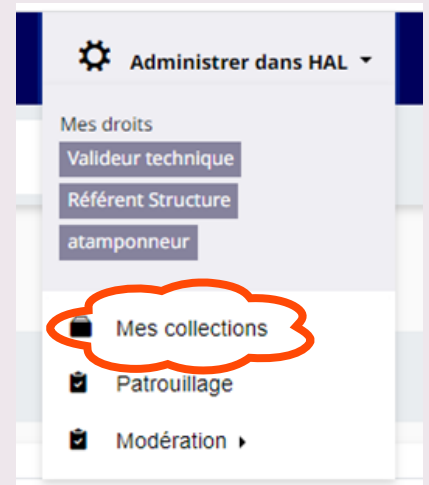 Administrer dans HAL
Mes droits
Valideur technique
Référent Structure
atamponneur
Mes collections
Patrouillage
Modération